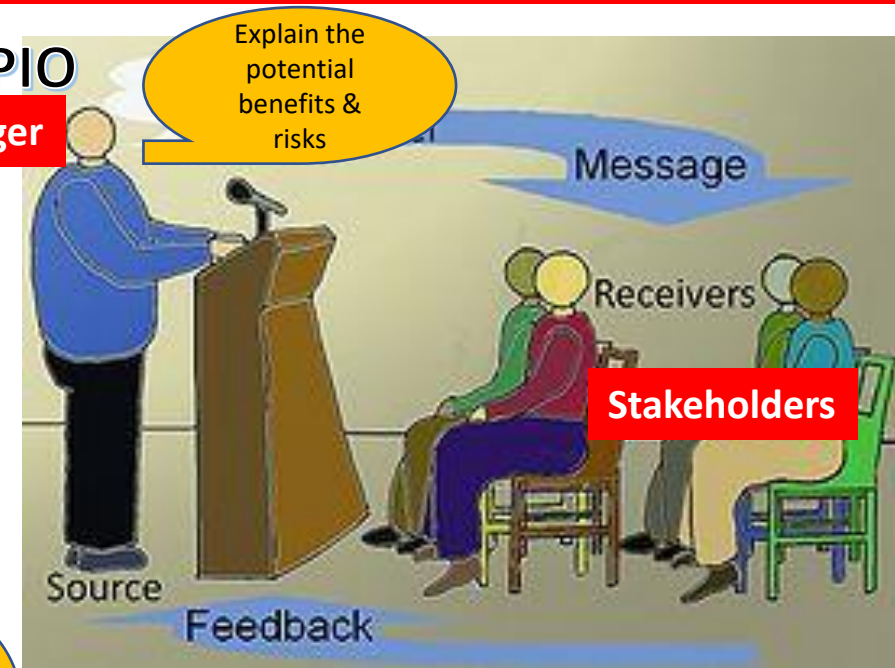 Explain the
potential
benefits &
risks
PIO
ger
Message
Receivers
Stakeholders
Source
Feedback